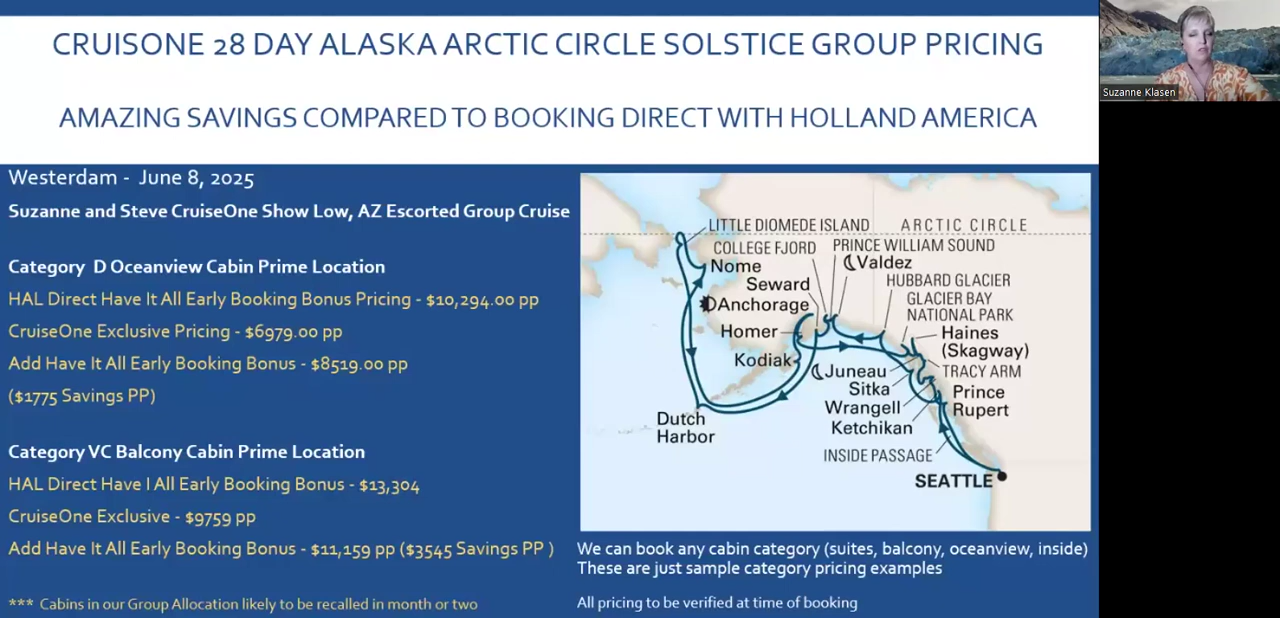 CRUISONE 28 DAY ALASKA ARCTIC CIRCLE SOLSTICE GROUP PRICING
AMAZING SAVINGS COMPARED TO BOOKING DIRECT WITH HOLLAND AMERICA
Suzanne Klasen
Westerdam - June 8, 2025
Suzanne and Steve CruiseOne Show Low, AZ Escorted Group Cruise
Category D Oceanview Cabin Prime Location
HAL Direct Have It All Early Booking Bonus Pricing - $10,294.00 pp
CruiseOne Exclusive Pricing - $6979.00 pp
Add Have It All Early Booking Bonus - $8519.00 pp
($1775 Savings PP)
Category VC Balcony Cabin Prime Location
HAL Direct Have I All Early Booking Bonus - $13,304
CruiseOne Exclusive - $9759 pp
Add Have It All Early Booking Bonus - $11,159 pp ($3545 Savings PP )
*** Cabins in our Group Allocation likely to be recalled in month or two
LITTLE DIOMEDE ISLAND
ARCTIC CIRCLE
COLLEGE FJORD
PRINCE WILLIAM SOUND
Nome
Valdez
Seward
HUBBARD GLACIER
Anchorage
GLACIER BAY
NATIONAL PARK
Homer
Haines
(Skagway)
Kodiak
Juneau
TRACY ARM
Sitka
Prince
Rupert
Wrangell
Dutch
Harbor
Ketchikan
INSIDE PASSAGE
SEATTLE
We can book any cabin category (suites, balcony, oceanview, inside)
These are just sample category pricing examples
All pricing to be verified at time of booking